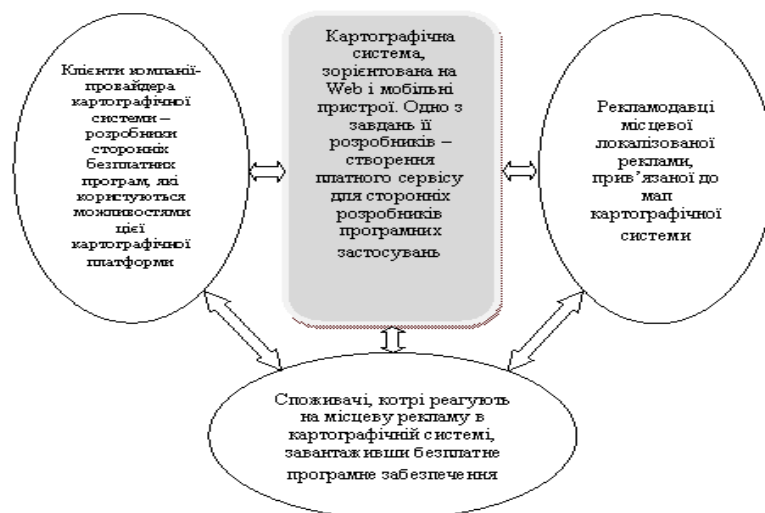 Клієнти компанії-
провайдера
картографічної
системи –
розробники
сторонніх
безплатних
програм, які
користуються
можливостями
цієї
картографічної
платформи
Картографічна
система,
зорієнтована на
Web і мобільні
пристрої. Одно з
завдань її
розробників –
створення
платного сервісу
для сторонніх
розробників
програмних
застосувань
Рекламодавці
місцевої
локалізованої
реклами,
прив’язаної до
мап
картографічної
системи
Споживачі, котрі реагують
на місцеву рекламу в
картографічній системі,
завантаживши безплатне
програмне забезпечення